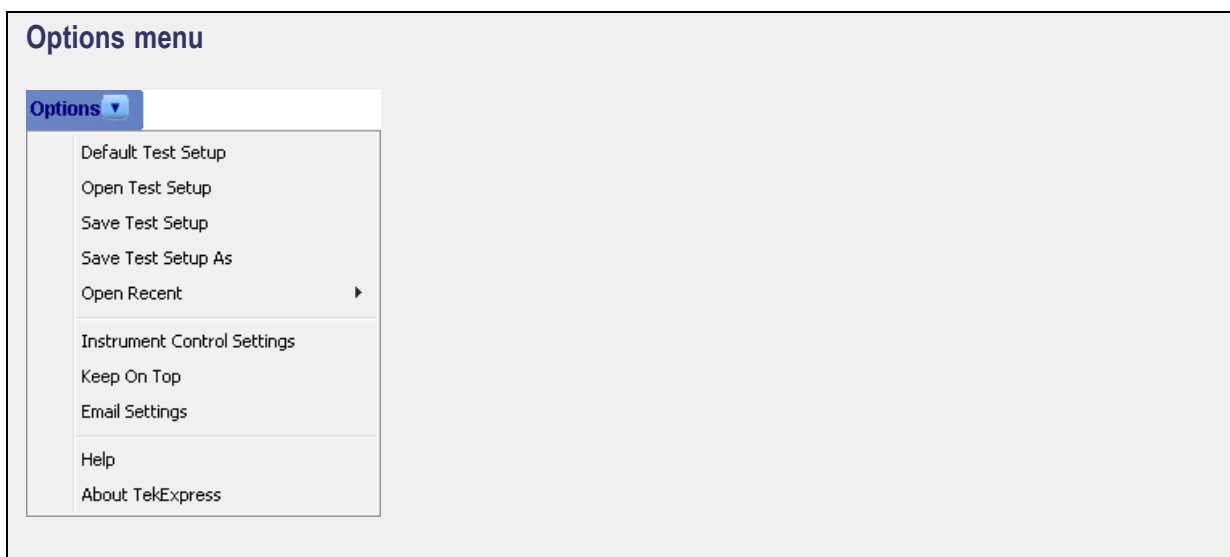 Options menu
Options
Default Test Setup
Open Test Setup
Save Test Setup
Save Test Setup As
Open Recent
Instrument Control Settings
Keep On Top
Email Settings
Help
About TekExpress